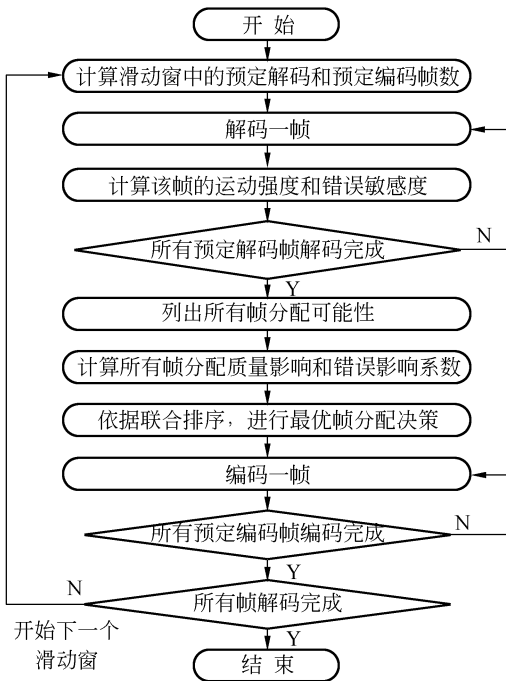 开 始
计算滑动窗中的预定解码和预定编码帧数
解码一帧
计算该帧的运动强度和错误敏感度
所有预定解码帧解码完成
N
Y
列出所有帧分配可能性
计算所有帧分配质量影响和错误影响系数
依据联合排序，进行最优帧分配决策
编码一帧
所有预定编码帧编码完成
N
Y
所有帧解码完成
N
开始下一个
滑动窗
Y
结 束